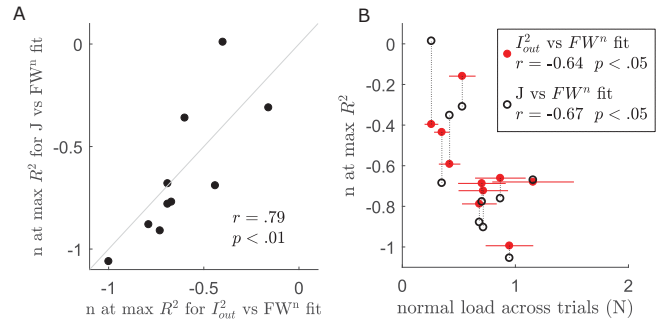 A
n at max R² for J vs FWⁿ fit
0
-0.5
-1
r = .79
p < .01
-1
-0.5
0
n at max R² for I²out vs FWⁿ fit
B
n at max R²
0.2
0
-0.2
-0.4
-0.6
-0.8
-1
I²out vs FWⁿ fit
r = -0.64 p < .05
J vs FWⁿ fit
r = -0.67 p < .05
0
1
2
normal load across trials (N)